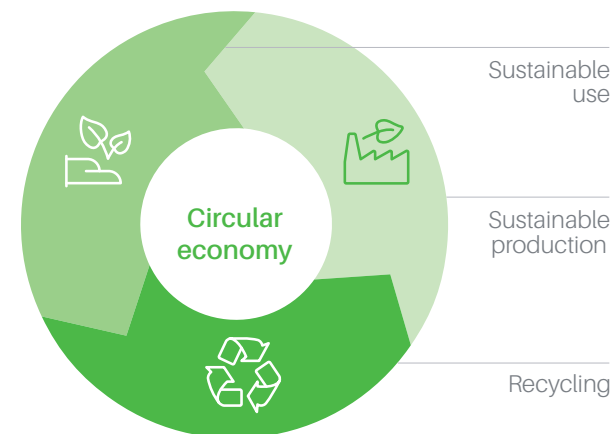 Sustainable
use
Circular
economy
Sustainable
production
Recycling